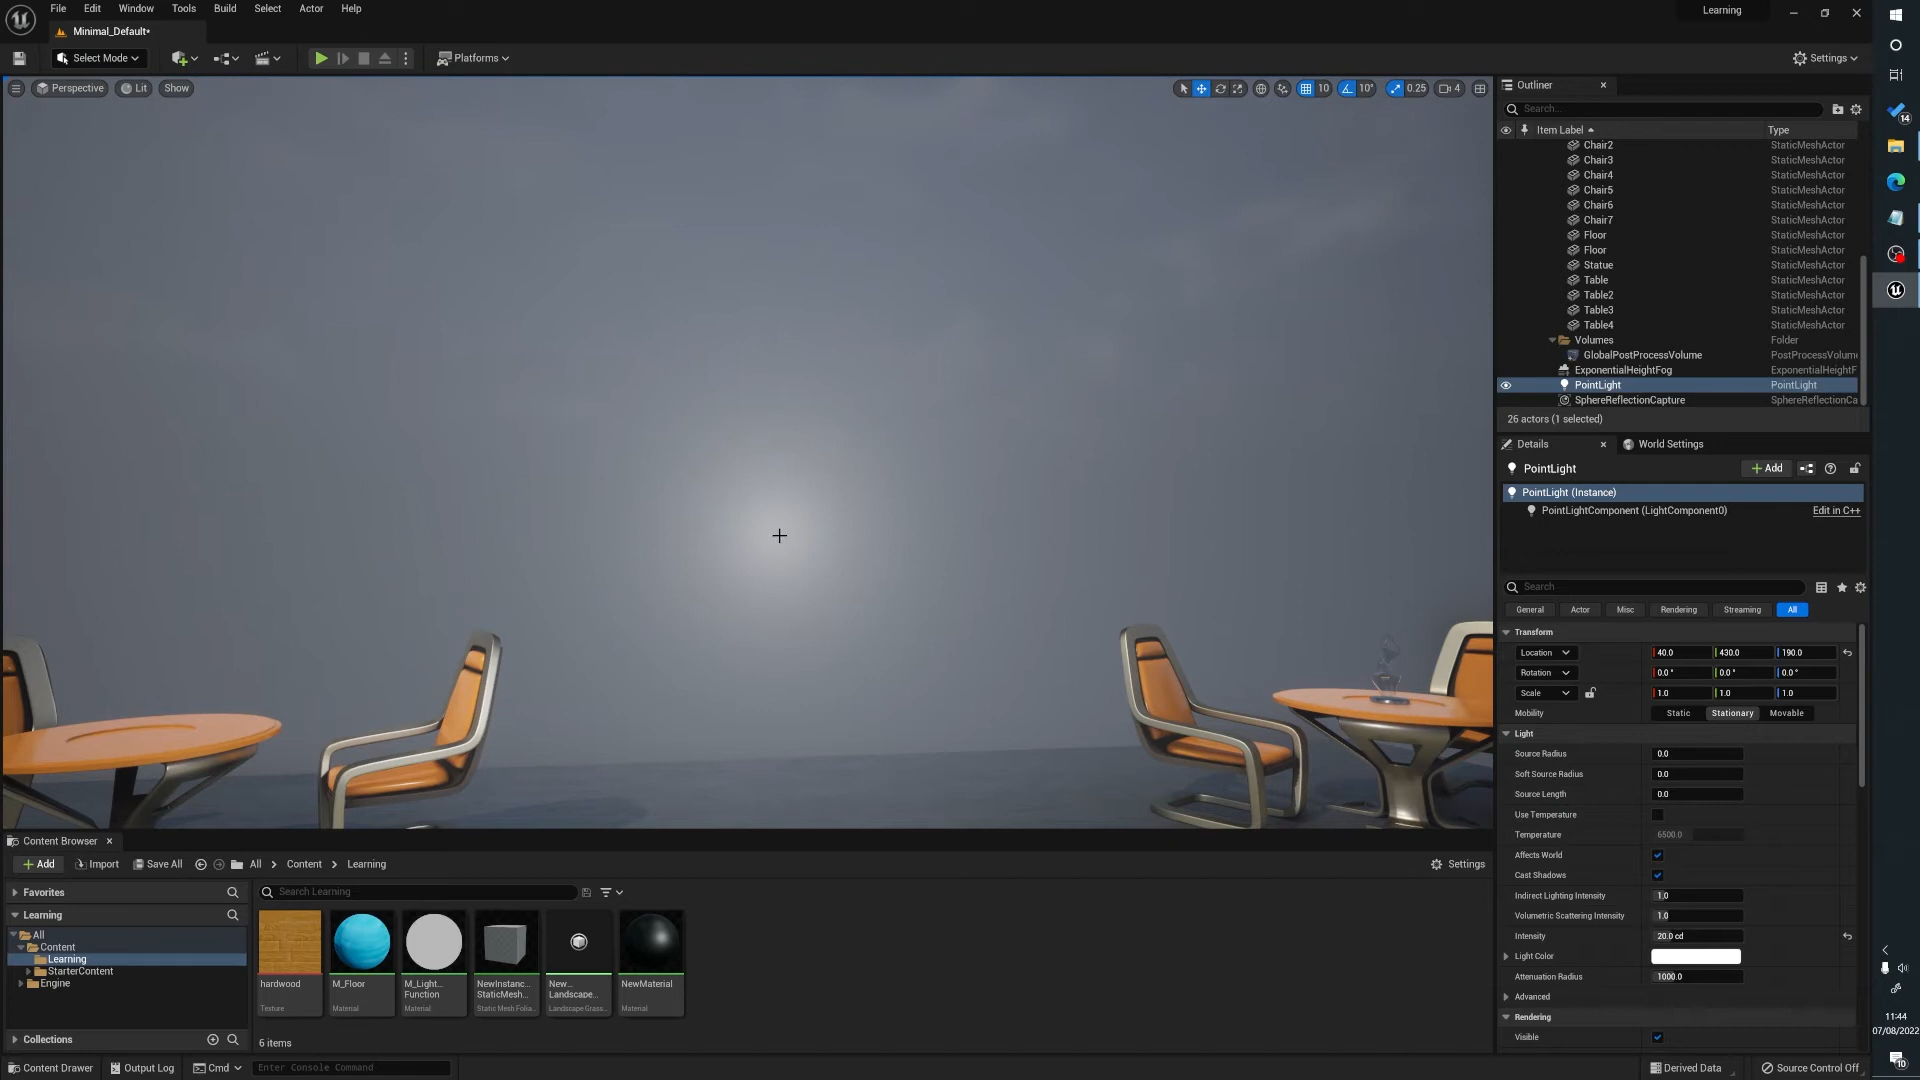 File Edit Window Tools Build Select Actor Help
Learning
Minimal_Default*
Select Mode
Platforms
Settings
Perspective Lit Show
10 10° 0.25 4
Outliner
Search...
Item Label Type
Chair2 StaticMeshActor
Chair3 StaticMeshActor
Chair4 StaticMeshActor
Chair5 StaticMeshActor
Chair6 StaticMeshActor
Chair7 StaticMeshActor
Floor StaticMeshActor
Floor StaticMeshActor
Statue StaticMeshActor
Table StaticMeshActor
Table2 StaticMeshActor
Table3 StaticMeshActor
Table4 StaticMeshActor
Volumes Folder
GlobalPostProcessVolume PostProcessVolum
ExponentialHeightFog ExponentialHeightF
PointLight PointLight
SphereReflectionCapture SphereReflectionCa
26 actors (1 selected)
Details World Settings
PointLight Add
PointLight (Instance)
PointLightComponent (LightComponent0) Edit in C++
Search
General Actor Misc Rendering Streaming All
Transform
Location 40.0 430.0 190.0
Rotation 0.0° 0.0° 0.0°
Scale 1.0 1.0 1.0
Mobility Static Stationary Movable
Light
Source Radius 0.0
Soft Source Radius 0.0
Source Length 0.0
Use Temperature
Temperature 6500.0
Affects World
Cast Shadows
Indirect Lighting Intensity 1.0
Volumetric Scattering Intensity 1.0
Intensity 20.0 cd
Light Color
Attenuation Radius 1000.0
Advanced
Rendering
Visible
Content Browser
Add Import Save All All Content Learning Settings
Favorites
Search Learning
Learning
All
Content
Learning
StarterContent
Engine
Collections
hardwood
Texture
M_Floor
Material
M_Light...
Function
Material
NewInstanc...
StaticMesh...
Static Mesh Folia...
New...
Landscape...
Landscape Grass...
NewMaterial
Material
6 items
Content Drawer Output Log Cmd Enter Console Command
Derived Data Source Control Off
14
11:44
07/08/2022
10